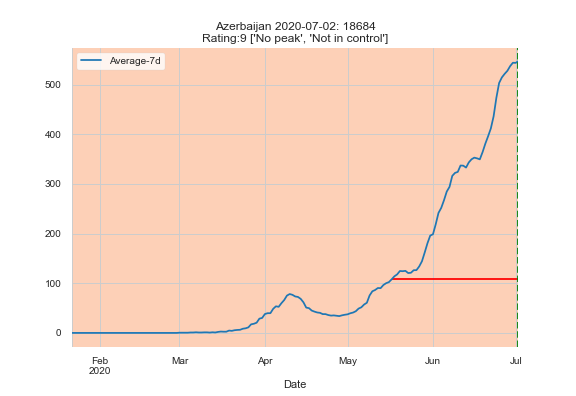 Azerbaijan 2020-07-02: 18684
Rating:9 ['No peak', 'Not in control']
Average-7d
500
400
300
200
100
0
Feb Mar Apr May Jun Jul
2020
Date